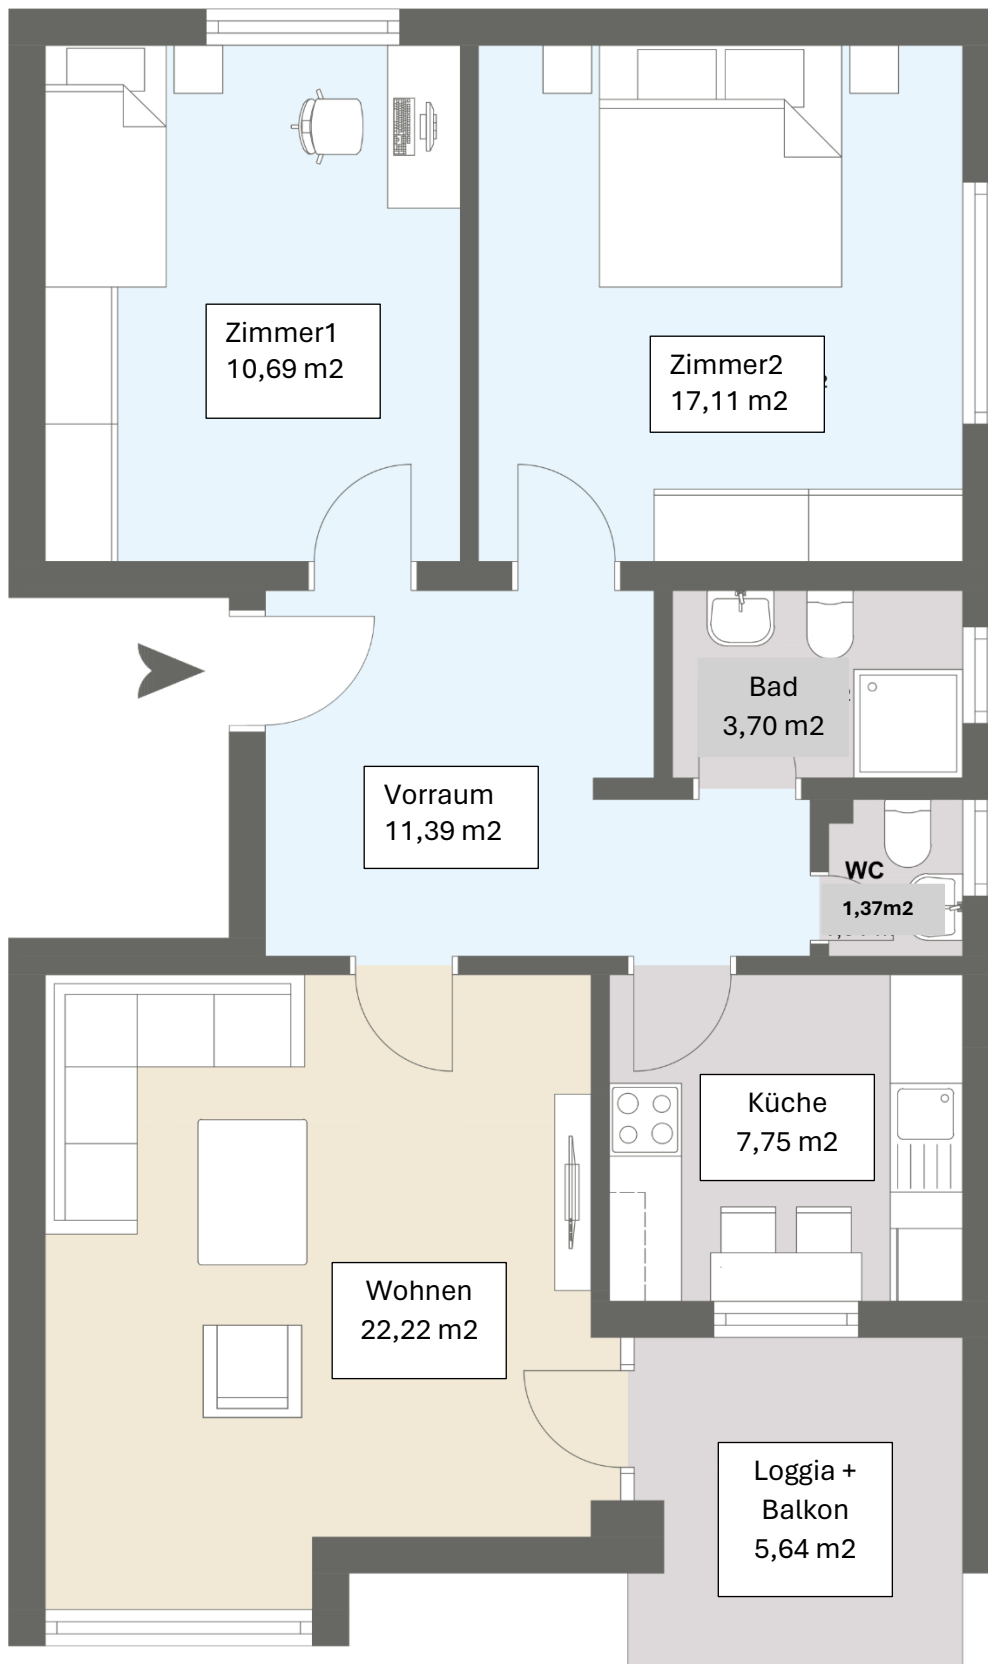 Zimmer1
10,69 m2
Zimmer2
17,11 m2
Bad
3,70 m2
Vorraum
11,39 m2
WC
1,37m2
Küche
7,75 m2
Wohnen
22,22 m2
Loggia +
Balkon
5,64 m2